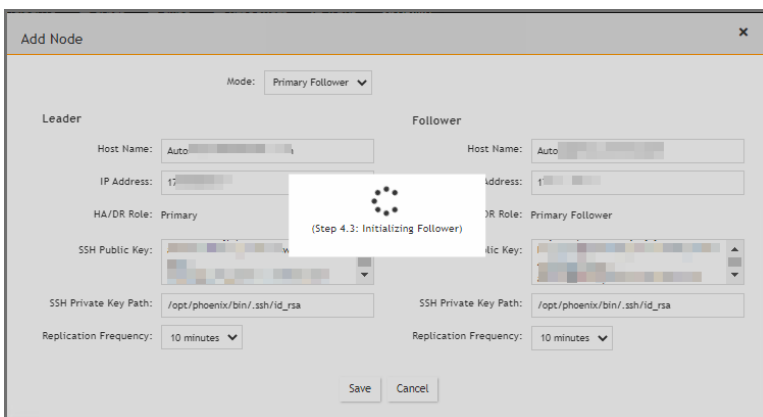 Add Node
Mode: Primary Follower
Leader
Follower
Host Name: Auto
Host Name: Auto
IP Address: 17
Address: 1
HA/DR Role: Primary
DR Role: Primary Follower
(Step 4.3: Initializing Follower)
SSH Public Key:
lic Key:
SSH Private Key Path: /opt/phoenix/bin/.ssh/id_rsa
SSH Private Key Path: /opt/phoenix/bin/.ssh/id_rsa
Replication Frequency: 10 minutes
Replication Frequency: 10 minutes
Save
Cancel